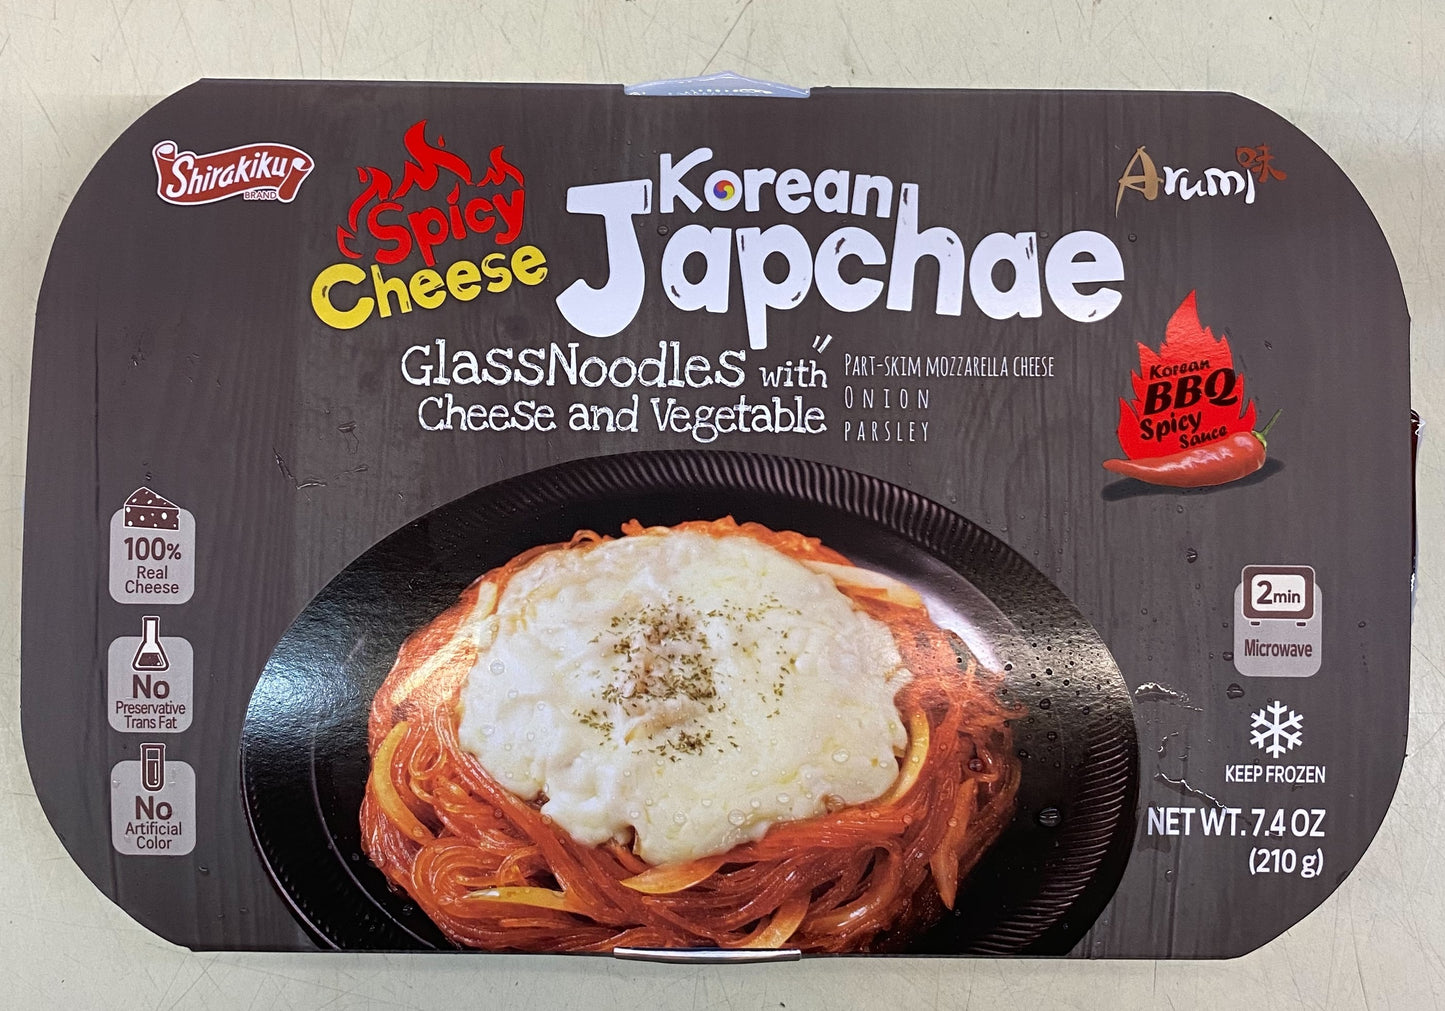 Shirakiku
BRAND
Spicy
Cheese
Korean
Japchae
Arumi味
GlassNoodles with
Cheese and Vegetable
PART-SKIM MOZZARELLA CHEESE
ONION
PARSLEY
Korean
BBQ
Spicy
Sauce
100%
Real
Cheese
No
Preservative
Trans Fat
No
Artificial
Color
2min
Microwave
KEEP FROZEN
NET WT. 7.4 OZ
(210 g)